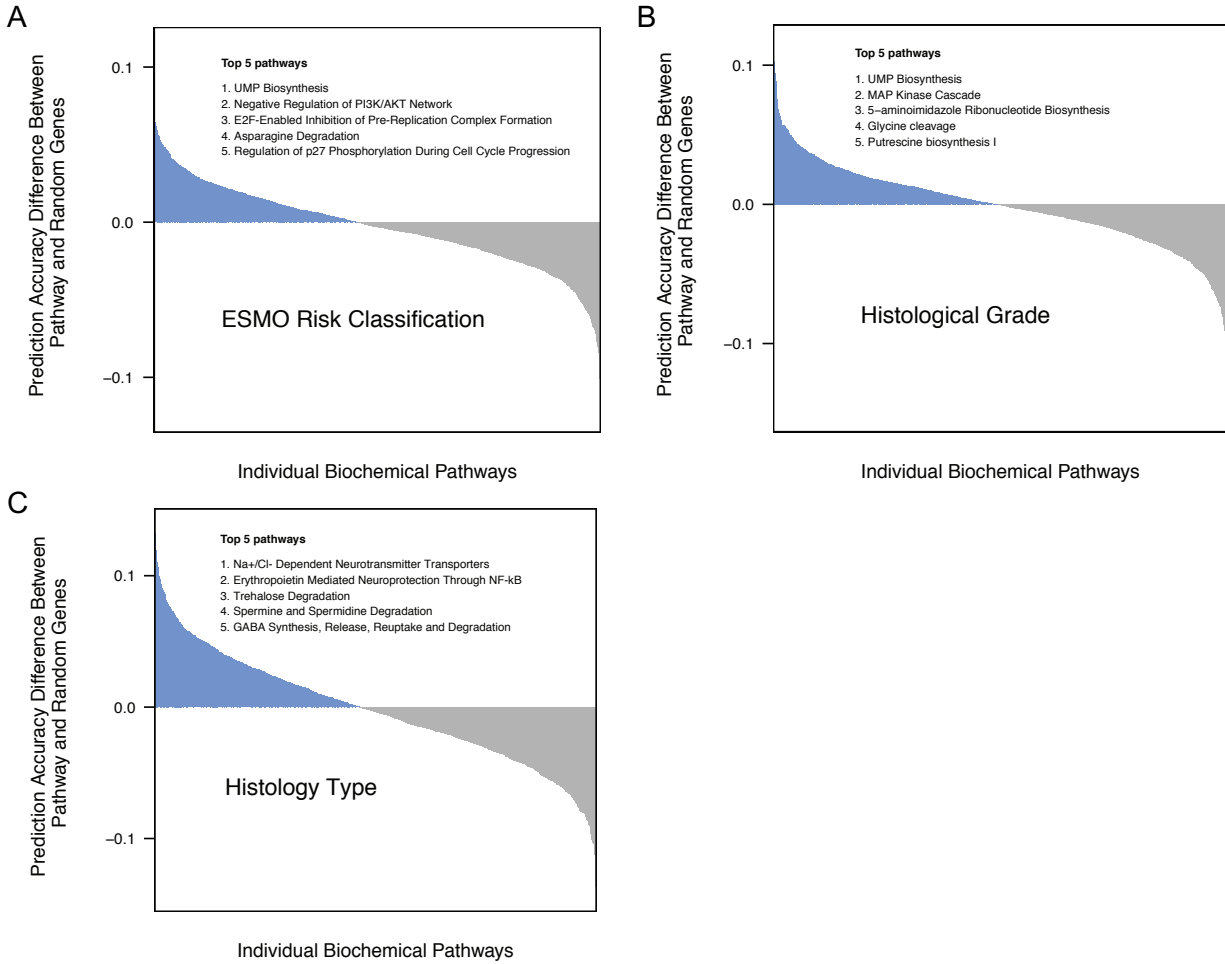 A
Prediction Accuracy Difference Between
Pathway and Random Genes
0.1
0.0
−0.1
Top 5 pathways
1. UMP Biosynthesis
2. Negative Regulation of PI3K/AKT Network
3. E2F-Enabled Inhibition of Pre-Replication Complex Formation
4. Asparagine Degradation
5. Regulation of p27 Phosphorylation During Cell Cycle Progression
ESMO Risk Classification
Individual Biochemical Pathways
B
Prediction Accuracy Difference Between
Pathway and Random Genes
0.1
0.0
−0.1
Top 5 pathways
1. UMP Biosynthesis
2. MAP Kinase Cascade
3. 5−aminoimidazole Ribonucleotide Biosynthesis
4. Glycine cleavage
5. Putrescine biosynthesis I
Histological Grade
Individual Biochemical Pathways
C
Prediction Accuracy Difference Between
Pathway and Random Genes
0.1
0.0
−0.1
Top 5 pathways
1. Na+/Cl- Dependent Neurotransmitter Transporters
2. Erythropoietin Mediated Neuroprotection Through NF-kB
3. Trehalose Degradation
4. Spermine and Spermidine Degradation
5. GABA Synthesis, Release, Reuptake and Degradation
Histology Type
Individual Biochemical Pathways